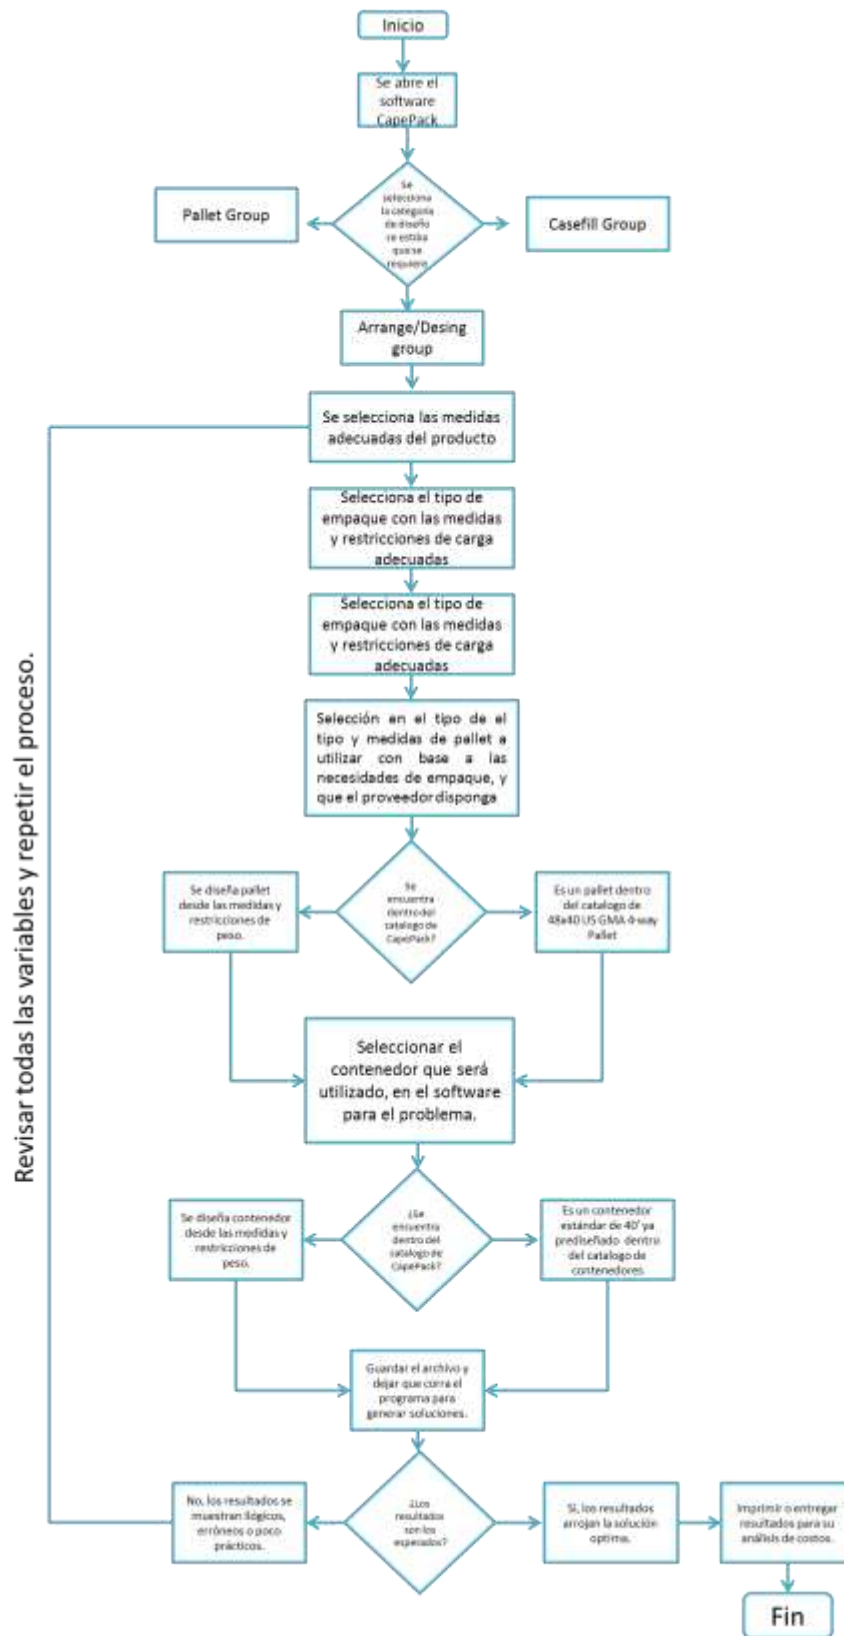 Inicio
Se abre el
software
CapePack
Se
selecciona
la categoría
de diseño
re estiba
que se
requiere
Pallet Group
Casefill Group
Arrange/Desing
group
Se selecciona las medidas
adecuadas del producto
Selecciona el tipo de
empaque con las medidas
y restricciones de carga
adecuadas
Selecciona el tipo de
empaque con las medidas
y restricciones de carga
adecuadas
Selección en el tipo de el
tipo y medidas de pallet a
utilizar con base a las
necesidades de empaque, y
que el proveedor disponga
Se diseña pallet
desde las medidas y
restricciones de
peso.
Se
encuentra
dentro del
catalogo de
CapePack?
Es un pallet dentro
del catalogo de
48x40 US GMA 4-way
Pallet
Seleccionar el
contenedor que será
utilizado, en el software
para el problema.
Se diseña contenedor
desde las medidas y
restricciones de
peso.
¿Se
encuentra
dentro del
catalogo de
CapePack?
Es un contenedor
estándar de 40' ya
prediseñado dentro
del catalogo de
contenedores
Guardar el archivo y
dejar que corra el
programa para
generar soluciones.
No, los resultados se
muestran ilógicos,
erróneos o poco
prácticos.
¿Los
resultados
son los
esperados?
Sí, los resultados
arrojan la solución
optima.
Imprimir o entregar
resultados para su
análisis de costos.
Fin
Revisar todas las variables y repetir el proceso.